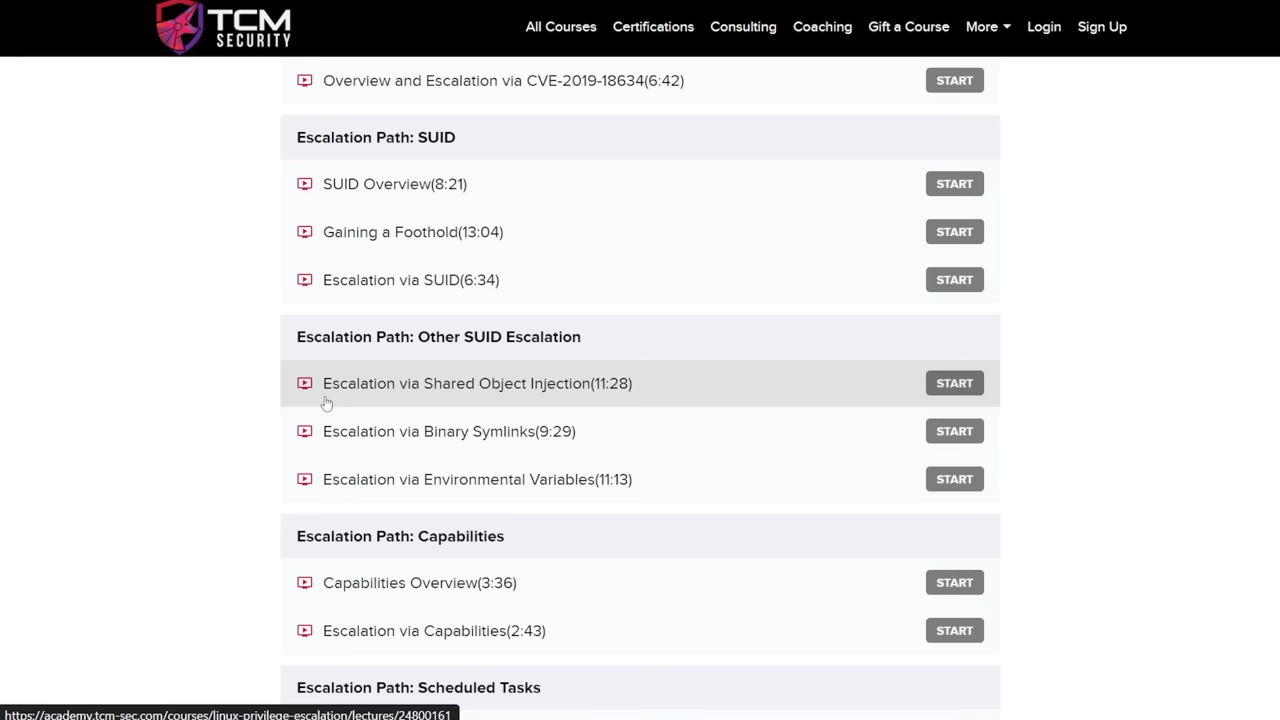 TCM
SECURITY
All Courses Certifications Consulting Coaching Gift a Course More Login Sign Up
Overview and Escalation via CVE-2019-18634(6:42) START
Escalation Path: SUID
SUID Overview(8:21) START
Gaining a Foothold(13:04) START
Escalation via SUID(6:34) START
Escalation Path: Other SUID Escalation
Escalation via Shared Object Injection(11:28) START
Escalation via Binary Symlinks(9:29) START
Escalation via Environmental Variables(11:13) START
Escalation Path: Capabilities
Capabilities Overview(3:36) START
Escalation via Capabilities(2:43) START
Escalation Path: Scheduled Tasks
https://academy.tcm-sec.com/courses/linux-privilege-escalation/lectures/24800161